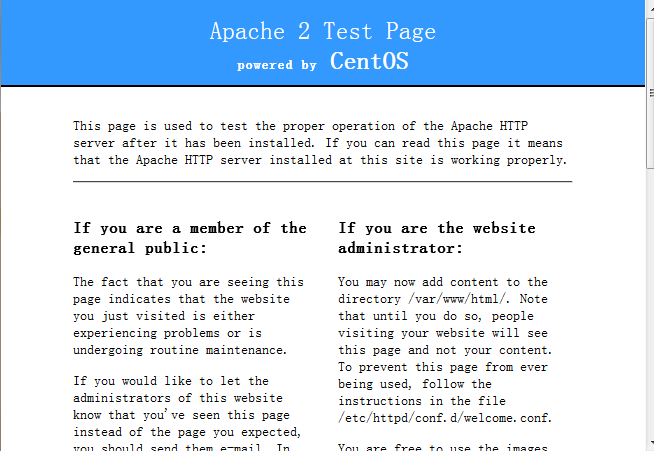 Apache 2 Test Page
powered by CentOS
This page is used to test the proper operation of the Apache HTTP
server after it has been installed. If you can read this page it means
that the Apache HTTP server installed at this site is working properly.
If you are a member of the
general public:
The fact that you are seeing this
page indicates that the website
you just visited is either
experiencing problems or is
undergoing routine maintenance.
If you would like to let the
administrators of this website
know that you've seen this page
instead of the page you expected,
you should send them e-mail. In
If you are the website
administrator:
You may now add content to the
directory /var/www/html/. Note
that until you do so, people
visiting your website will see
this page and not your content.
To prevent this page from ever
being used, follow the
instructions in the file
/etc/httpd/conf.d/welcome.conf.
You are free to use the images